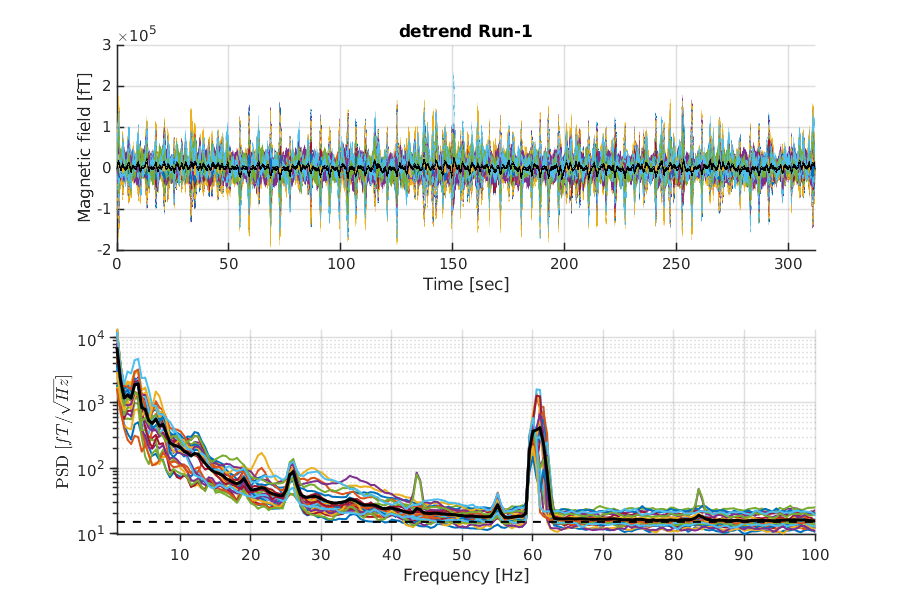 detrend Run-1
×10⁵
Magnetic field [fT]
3
2
1
0
-1
-2
0 50 100 150 200 250 300
Time [sec]
PSD [fT/√Hz]
10⁴
10³
10²
10¹
10 20 30 40 50 60 70 80 90 100
Frequency [Hz]